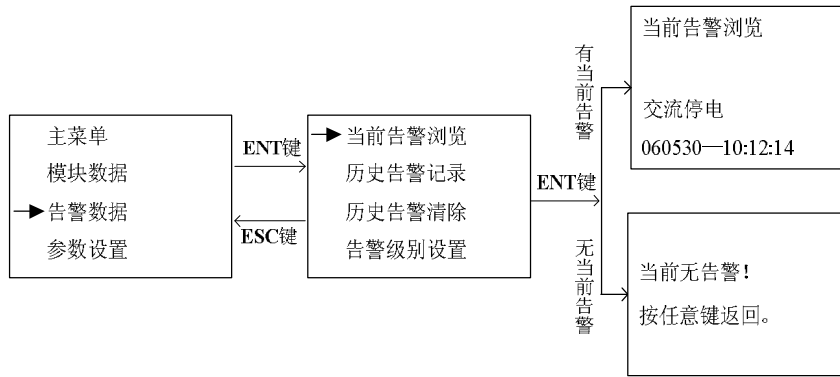 主菜单
模块数据
告警数据
参数设置
ENT键
ESC键
当前告警浏览
历史告警记录
历史告警清除
告警级别设置
ENT键
有当前告警
无当前告警
当前告警浏览
交流停电
060530—10:12:14
当前无告警！
按任意键返回。